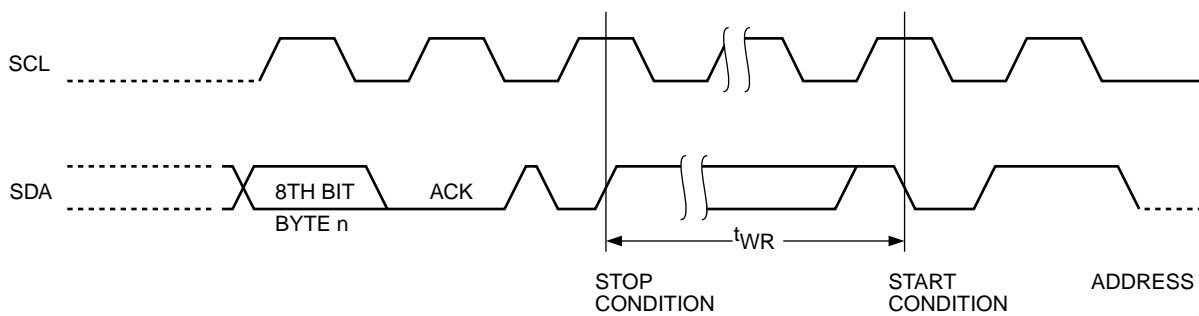 SCL
SDA
8TH BIT
ACK
BYTE n
tWR
STOP
CONDITION
START
CONDITION
ADDRESS